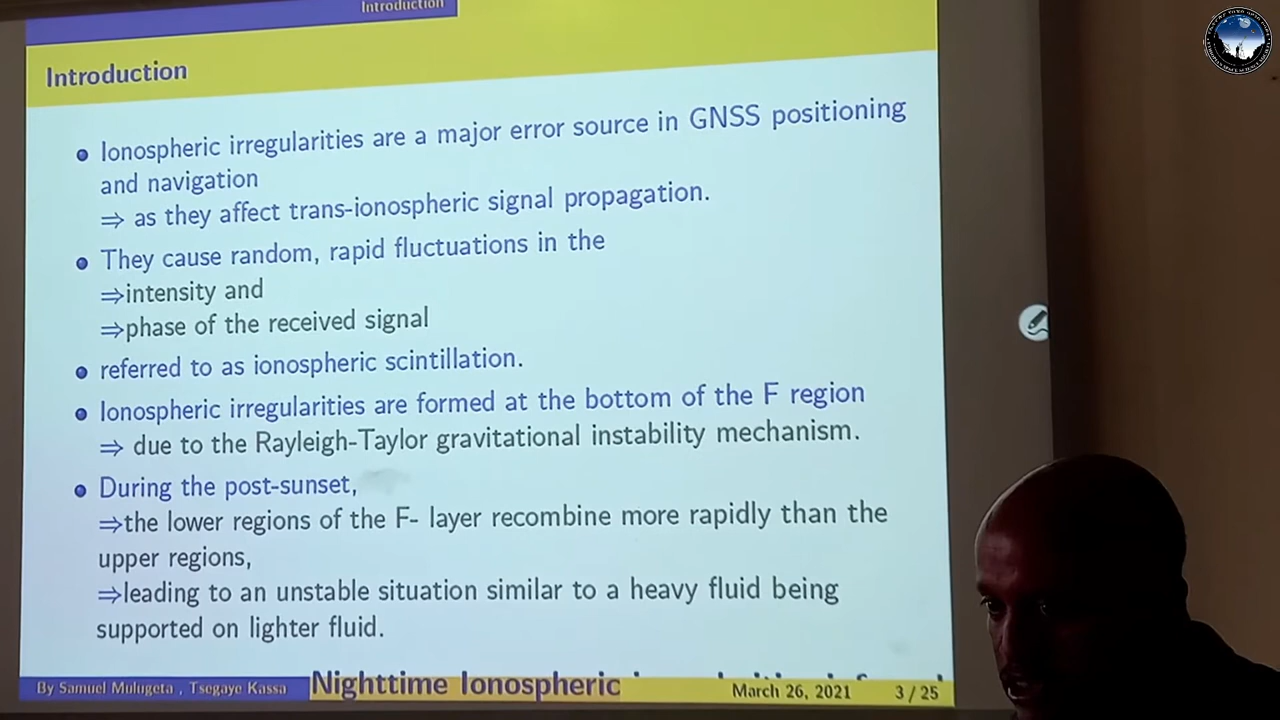 Introduction
Introduction
Ionospheric irregularities are a major error source in GNSS positioning
and navigation
⇒ as they affect trans-ionospheric signal propagation.
They cause random, rapid fluctuations in the
⇒intensity and
⇒phase of the received signal
referred to as ionospheric scintillation.
Ionospheric irregularities are formed at the bottom of the F region
⇒ due to the Rayleigh-Taylor gravitational instability mechanism.
During the post-sunset,
⇒the lower regions of the F- layer recombine more rapidly than the
upper regions,
⇒leading to an unstable situation similar to a heavy fluid being
supported on lighter fluid.
By Samuel Mulugeta , Tsegaye Kassa
Nighttime Ionospheric
March 26, 2021
3 / 25